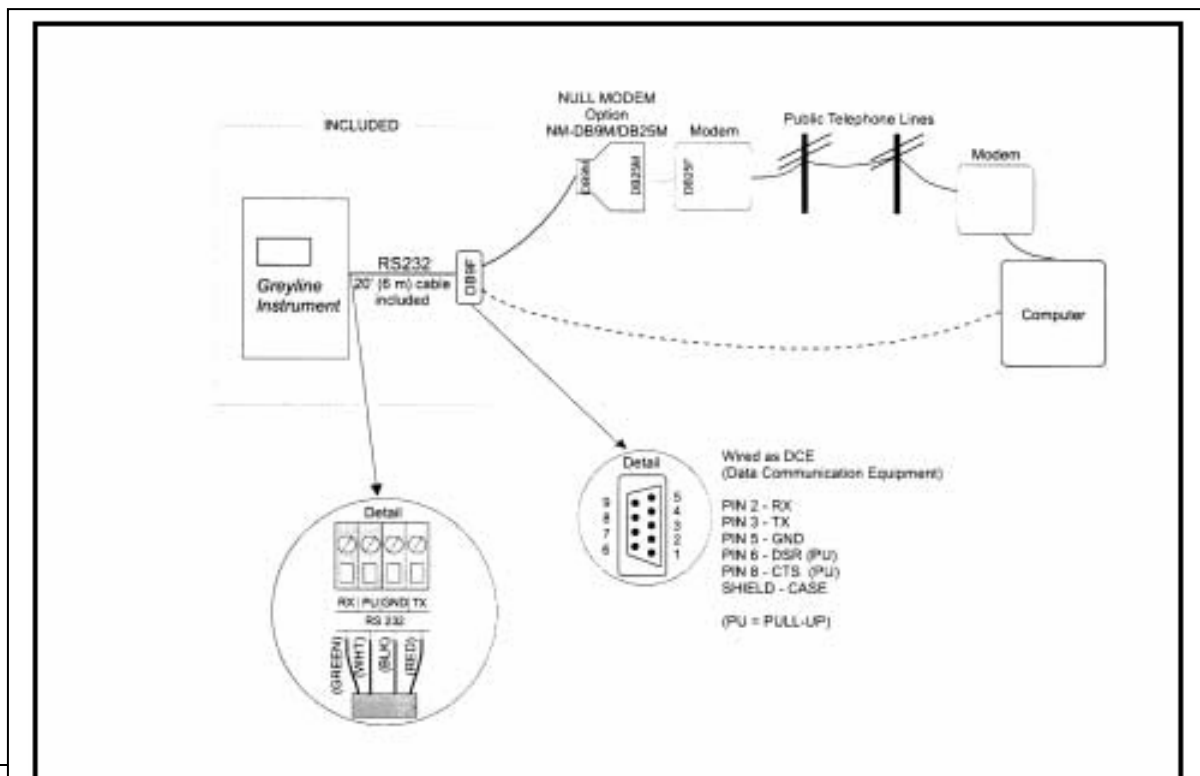 INCLUDED
NULL MODEM
Option
NM-DB9M/DB25M
Modem
Public Telephone Lines
Modem
DB9M
DB25M
DB25F
Greyline
Instrument
RS232
20' (6 m) cable
included
DB9F
Computer
Detail
9
8
7
6
5
4
3
2
1
Wired as DCE
(Data Communication Equipment)
PIN 2 - RX
PIN 3 - TX
PIN 5 - GND
PIN 6 - DSR (PU)
PIN 8 - CTS (PU)
SHIELD - CASE
(PU = PULL-UP)
Detail
RX PU GND TX
RS 232
(GREEN)
(WHT)
(BLK)
(RED)